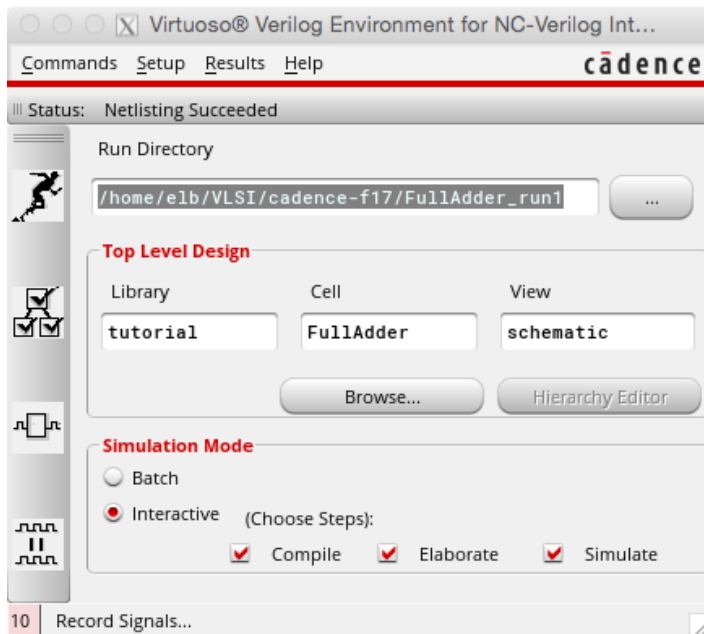 Virtuoso® Verilog Environment for NC-Verilog Int...
Commands Setup Results Help cādence
Status: Netlisting Succeeded
Run Directory
/home/elb/VLSI/cadence-f17/FullAdder_run1 ...
Top Level Design
Library Cell View
tutorial FullAdder schematic
Browse... Hierarchy Editor
Simulation Mode
Batch
Interactive (Choose Steps):
Compile Elaborate Simulate
10 Record Signals...